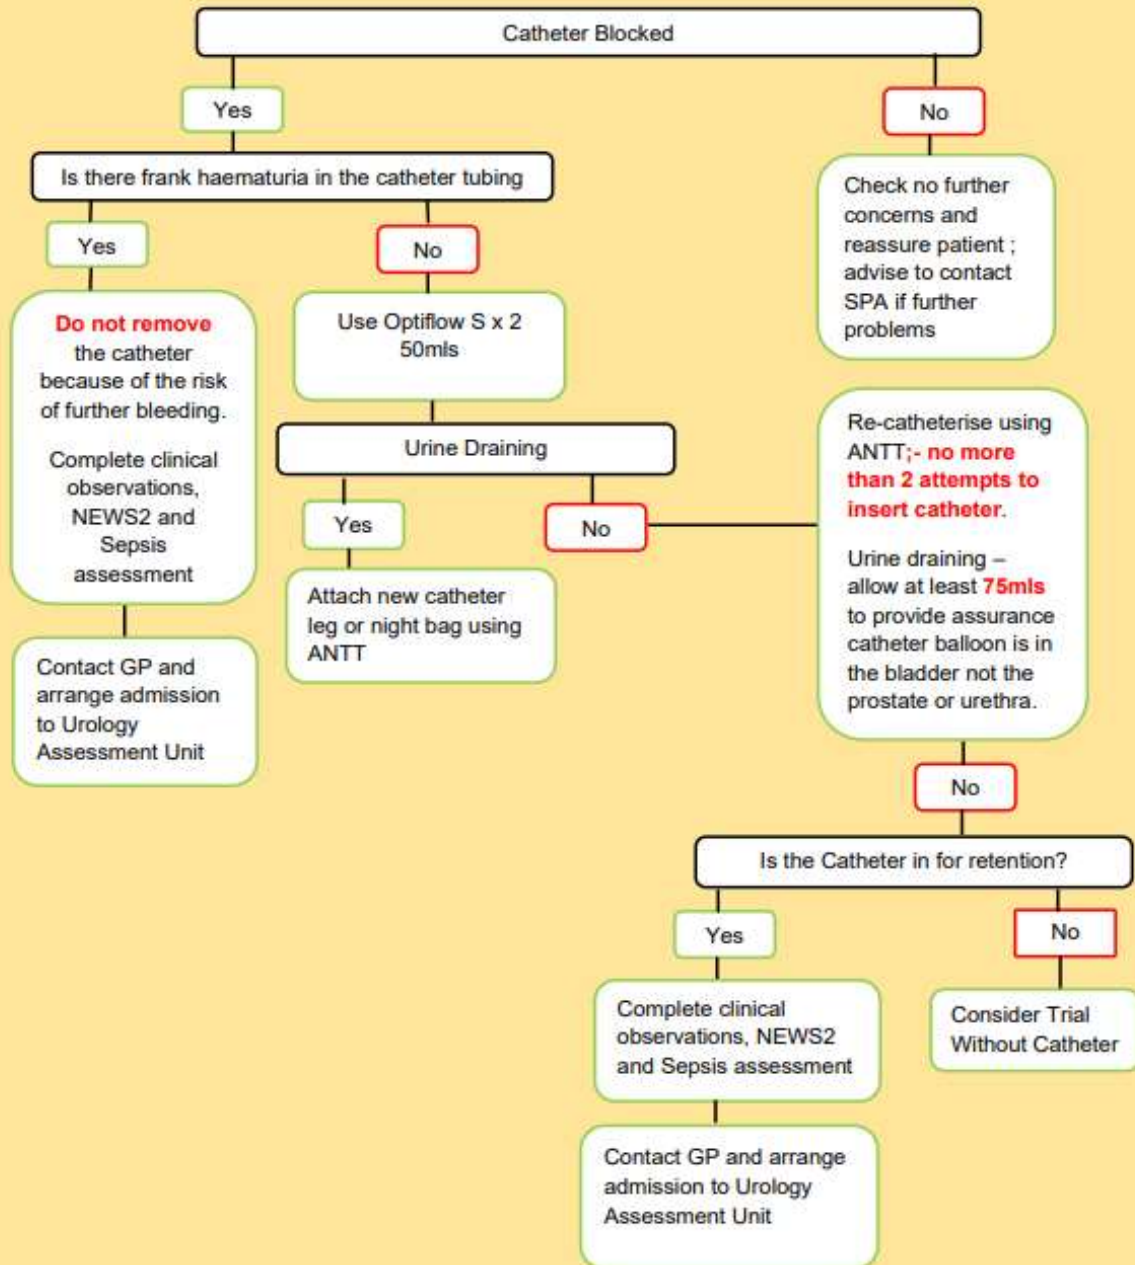 Catheter Blocked
Yes
No
Is there frank haematuria in the catheter tubing
Yes
No
Check no further
concerns and
reassure patient ;
advise to contact
SPA if further
problems
Do not remove
the catheter
because of the risk
of further bleeding.
Complete clinical
observations,
NEWS2 and
Sepsis
assessment
Use Optiflow S x 2
50mls
Urine Draining
Yes
No
Re-catheterise using
ANTT;- no more
than 2 attempts to
insert catheter.
Urine draining –
allow at least 75mls
to provide assurance
catheter balloon is in
the bladder not the
prostate or urethra.
Attach new catheter
leg or night bag using
ANTT
Contact GP and
arrange admission
to Urology
Assessment Unit
No
Is the Catheter in for retention?
Yes
No
Complete clinical
observations, NEWS2
and Sepsis assessment
Consider Trial
Without Catheter
Contact GP and arrange
admission to Urology
Assessment Unit